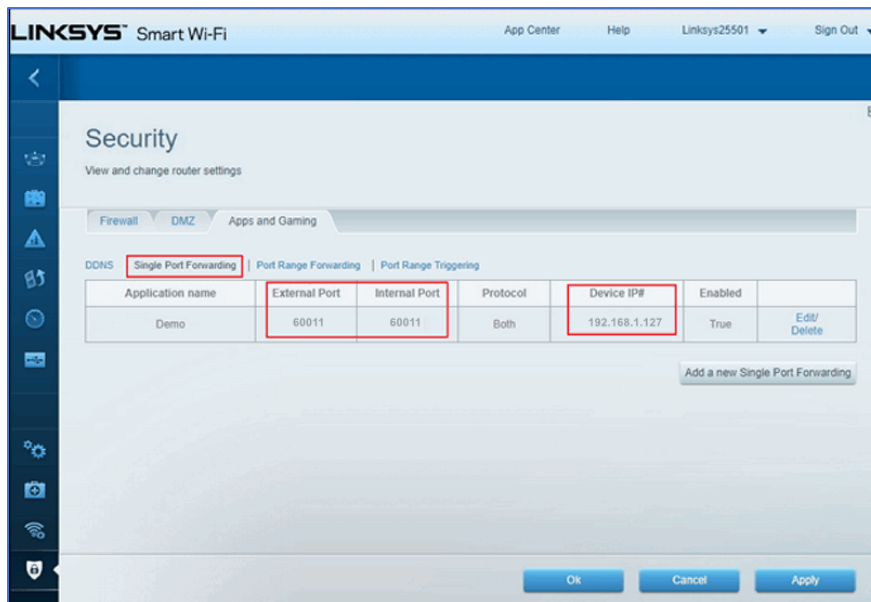 LINKSYS™ Smart Wi-Fi App Center Help Linksys25501 Sign Out
Security
View and change router settings
Firewall DMZ Apps and Gaming
DDNS Single Port Forwarding | Port Range Forwarding | Port Range Triggering
Application name External Port Internal Port Protocol Device IP# Enabled
Demo 60011 60011 Both 192.168.1.127 True Edit/
Delete
Add a new Single Port Forwarding
Ok Cancel Apply